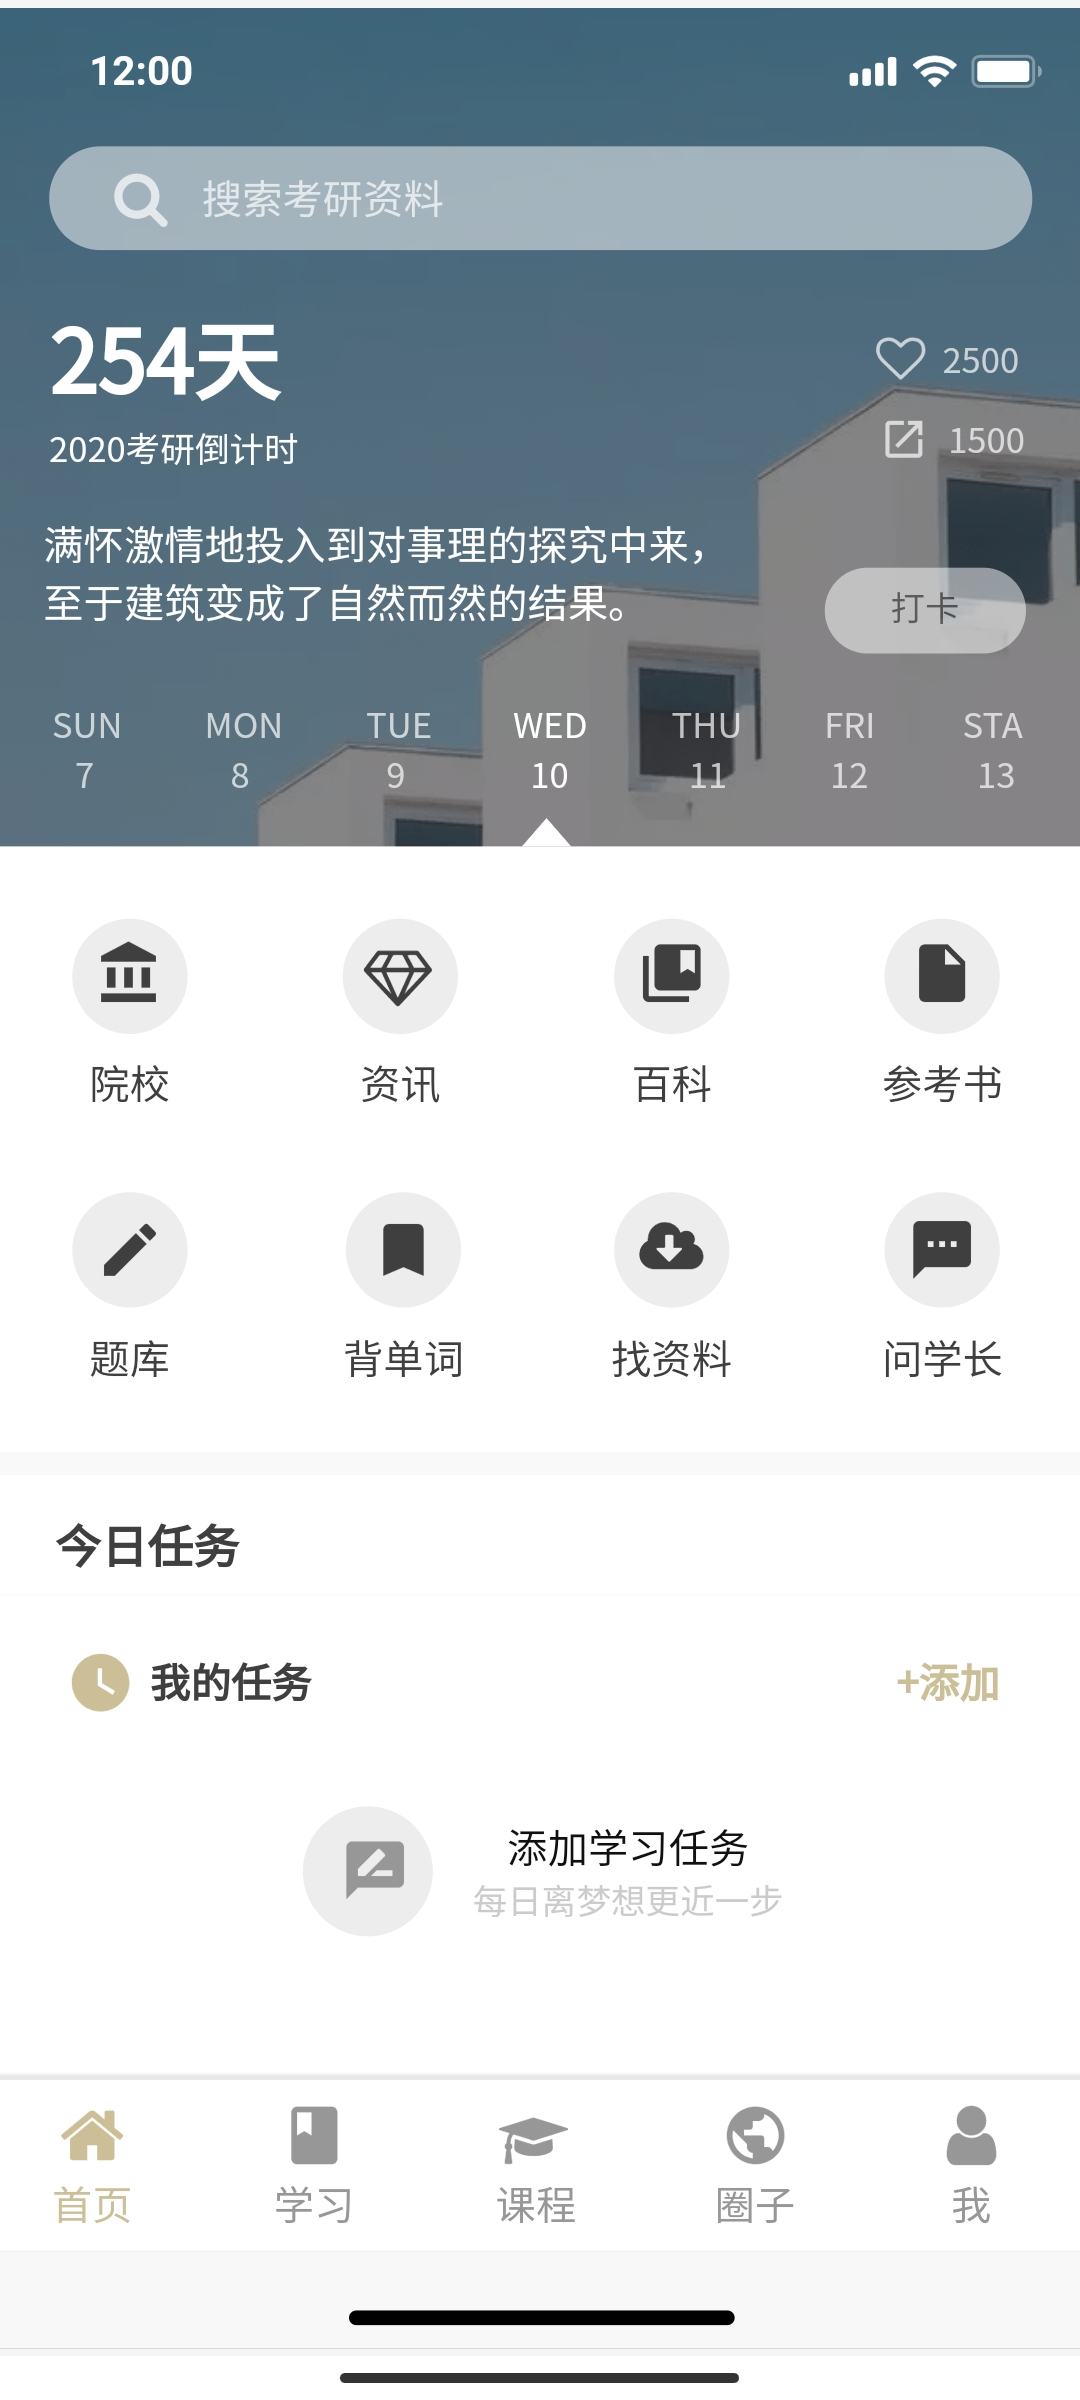 12:00
搜索考研资料
254天
2500
2020考研倒计时
1500
满怀激情地投入到对事理的探究中来，
至于建筑变成了自然而然的结果。
打卡
SUN MON TUE WED THU FRI STA
7 8 9 10 11 12 13
院校 资讯 百科 参考书
题库 背单词 找资料 问学长
今日任务
我的任务 +添加
添加学习任务
每日离梦想更近一步
首页 学习 课程 圈子 我